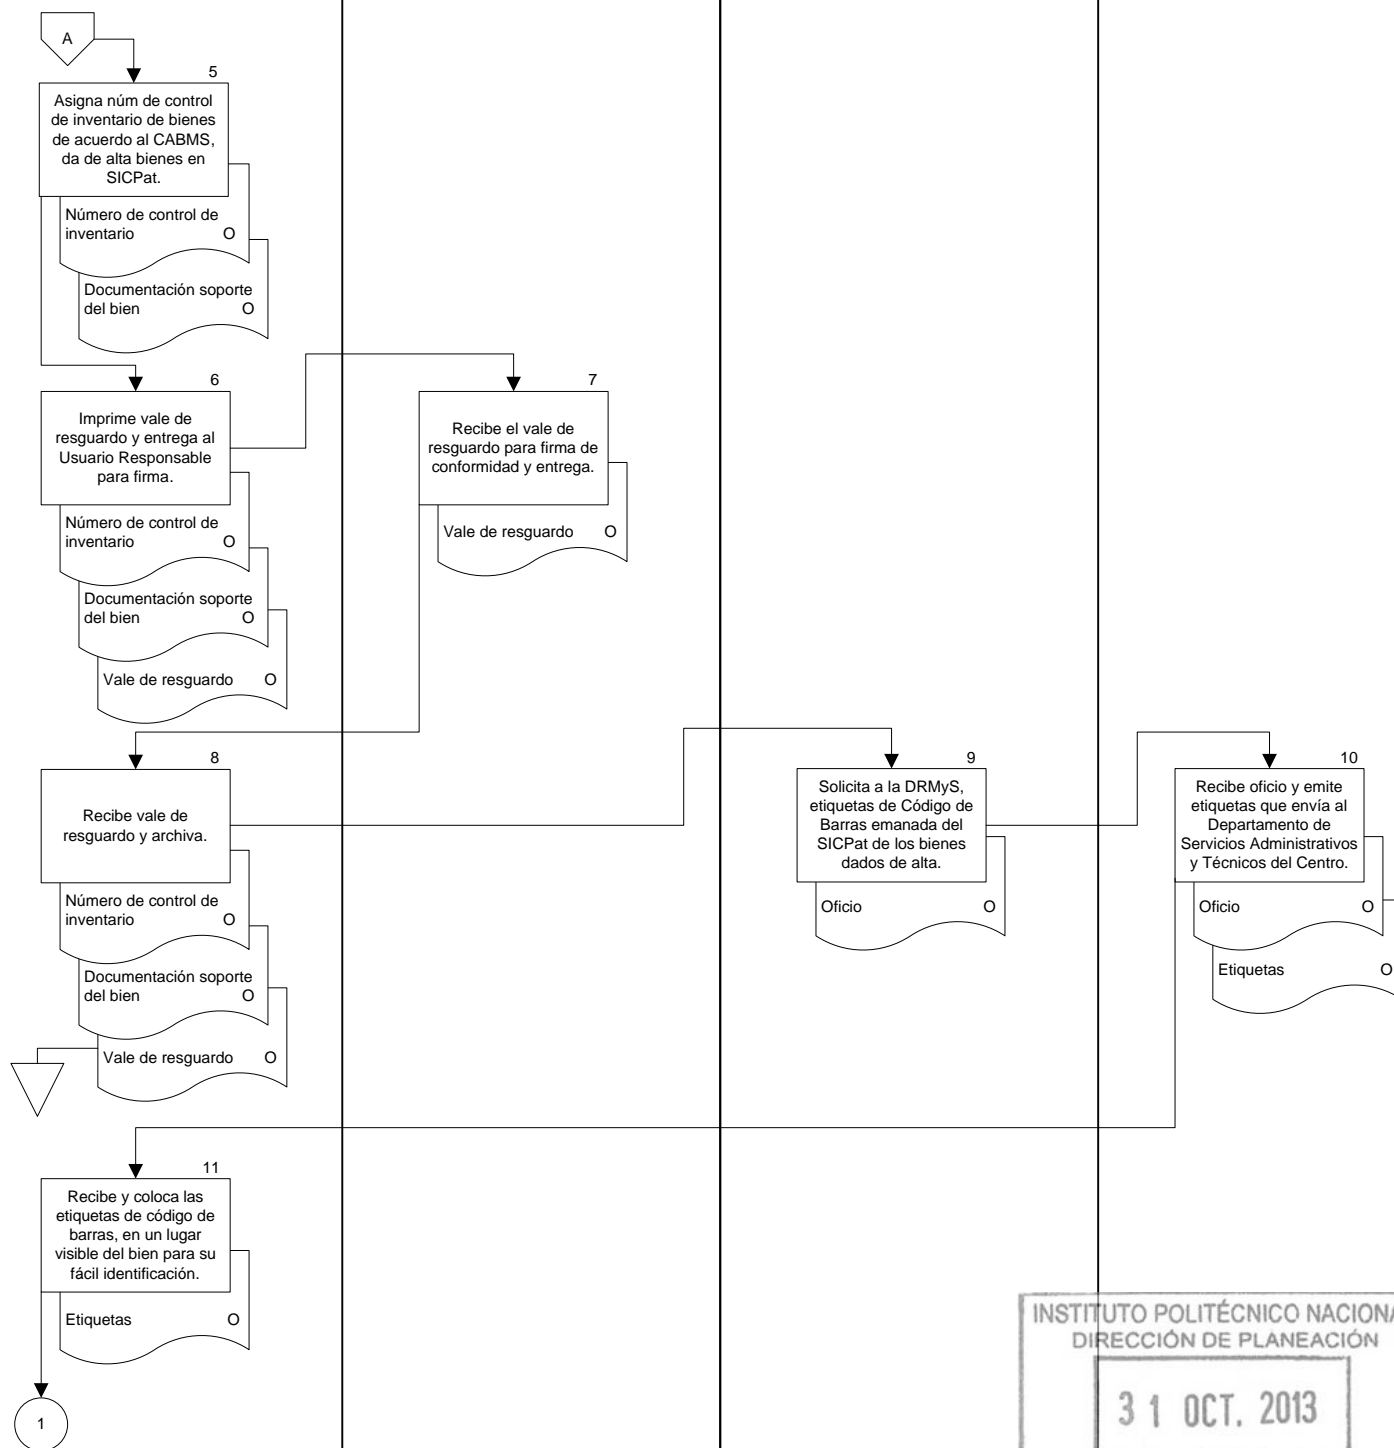 A
5
Asigna núm de control
de inventario de bienes
de acuerdo al CABMS,
da de alta bienes en
SICPat.
Número de control de
inventario O
Documentación soporte
del bien O
6
Imprime vale de
resguardo y entrega al
Usuario Responsable
para firma.
Número de control de
inventario O
Documentación soporte
del bien O
Vale de resguardo O
7
Recibe el vale de
resguardo para firma de
conformidad y entrega.
Vale de resguardo O
8
Recibe vale de
resguardo y archiva.
Número de control de
inventario O
Documentación soporte
del bien O
Vale de resguardo O
9
Solicita a la DRMyS,
etiquetas de Código de
Barras emanada del
SICPat de los bienes
dados de alta.
Oficio O
10
Recibe oficio y emite
etiquetas que envía al
Departamento de
Servicios Administrativos
y Técnicos del Centro.
Oficio O
Etiquetas O
11
Recibe y coloca las
etiquetas de código de
barras, en un lugar
visible del bien para su
fácil identificación.
Etiquetas O
1
INSTITUTO POLITÉCNICO NACIONA
DIRECCIÓN DE PLANEACIÓN
31 OCT. 2013